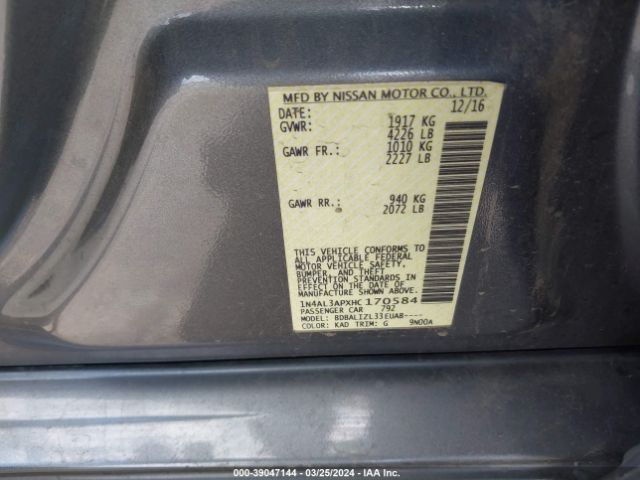 MFD BY NISSAN MOTOR CO., LTD.
DATE: 12/16
GVWR: 1917 KG
4226 LB
GAWR FR.: 1010 KG
2227 LB
GAWR RR.: 940 KG
2072 LB
THIS VEHICLE CONFORMS TO
ALL APPLICABLE FEDERAL
MOTOR VEHICLE SAFETY,
BUMPER, AND THEFT
PREVENTION STANDARDS
IN EFFECT ON THE DATE OF
MANUFACTURE SHOWN ABOVE.
1N4AL3APXHC170584
PASSENGER CAR 792
MODEL: BDBALIZL33EUAB----
COLOR: KAD TRIM: G 9N00A
000-39047144 - 03/25/2024 - IAA Inc.